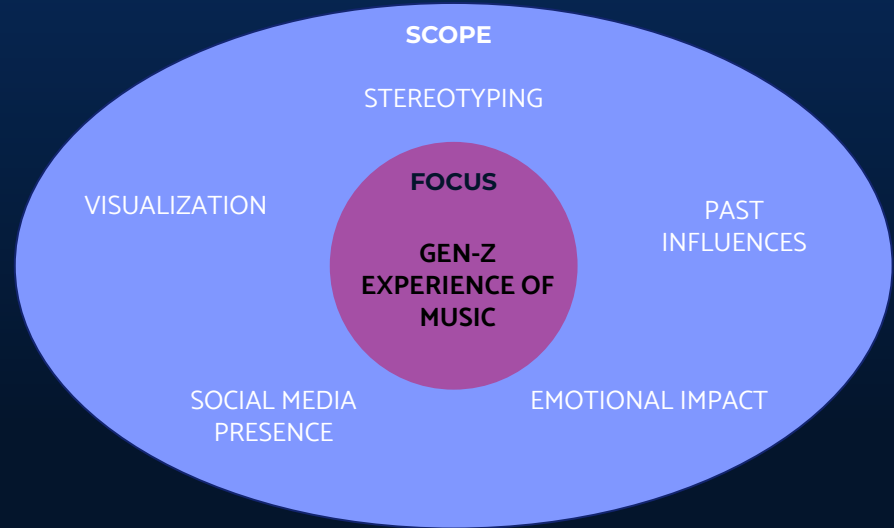 SCOPE
STEREOTYPING
VISUALIZATION
PAST
INFLUENCES
FOCUS
GEN-Z
EXPERIENCE OF
MUSIC
SOCIAL MEDIA
PRESENCE
EMOTIONAL IMPACT